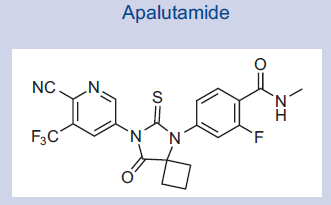 Apalutamide
O
NC N S N
H
F₃C N N F
O